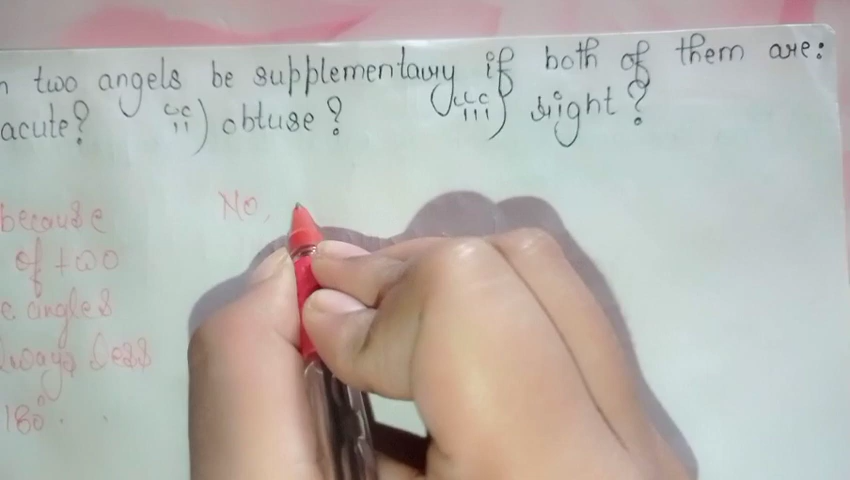 n two angels be supplementary if both of them are:
acute? ii) obtuse? iii) right?
because
of two
angles
always less
180°.
No,